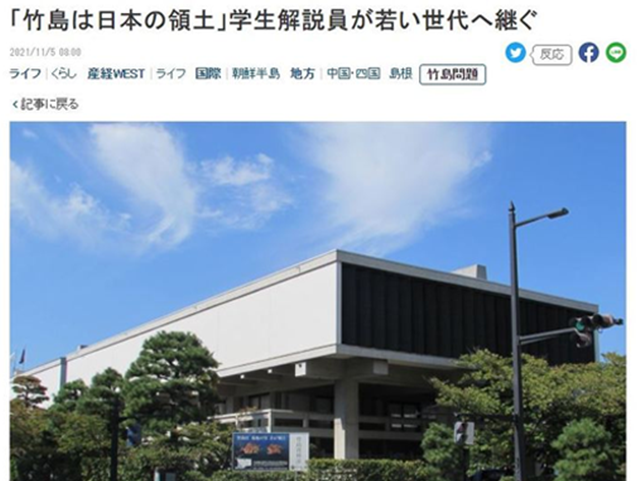 「竹島は日本の領土」学生解説員が若い世代へ継ぐ
2021/11/5 08:00
反応
ライフ | くらし 産経WEST | ライフ 国際 | 朝鮮半島 地方 | 中国・四国 島根 竹島問題
<記事に戻る